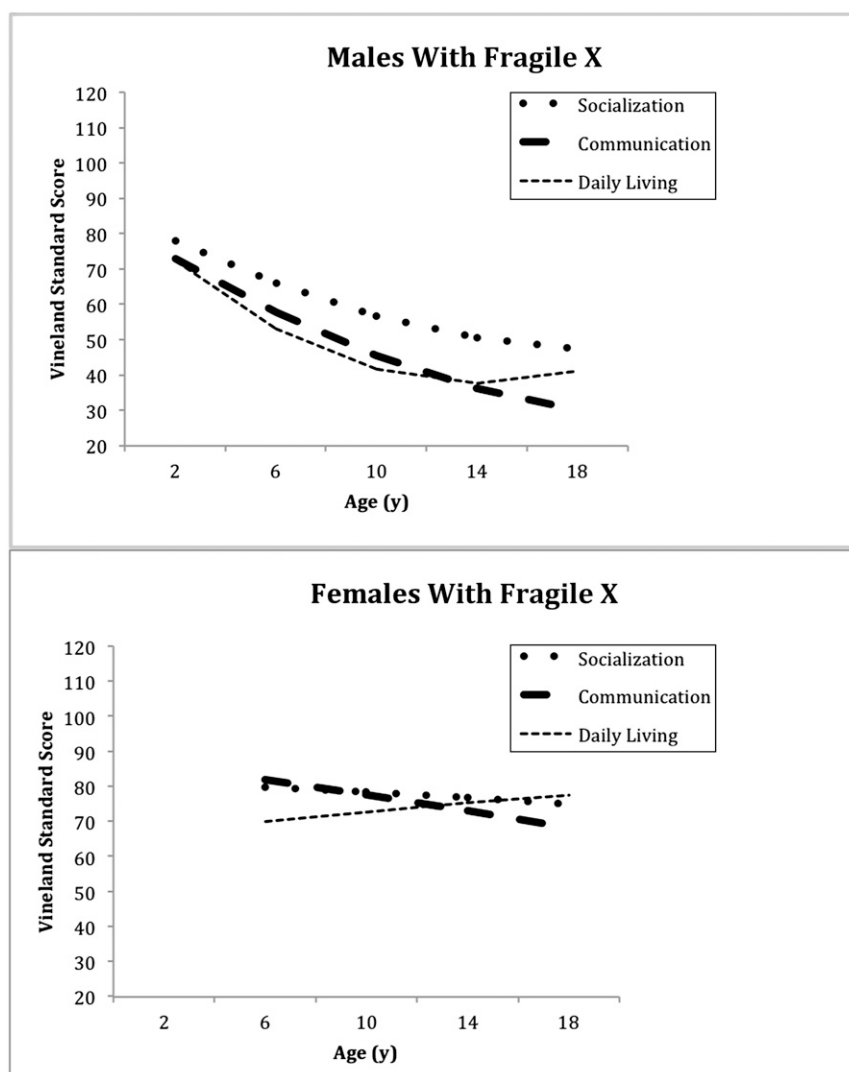 Males With Fragile X
120
110
100
90
80
70
60
50
40
30
20
Vineland Standard Score
Socialization
Communication
Daily Living
2 6 10 14 18
Age (y)
Females With Fragile X
120
110
100
90
80
70
60
50
40
30
20
Vineland Standard Score
Socialization
Communication
Daily Living
2 6 10 14 18
Age (y)